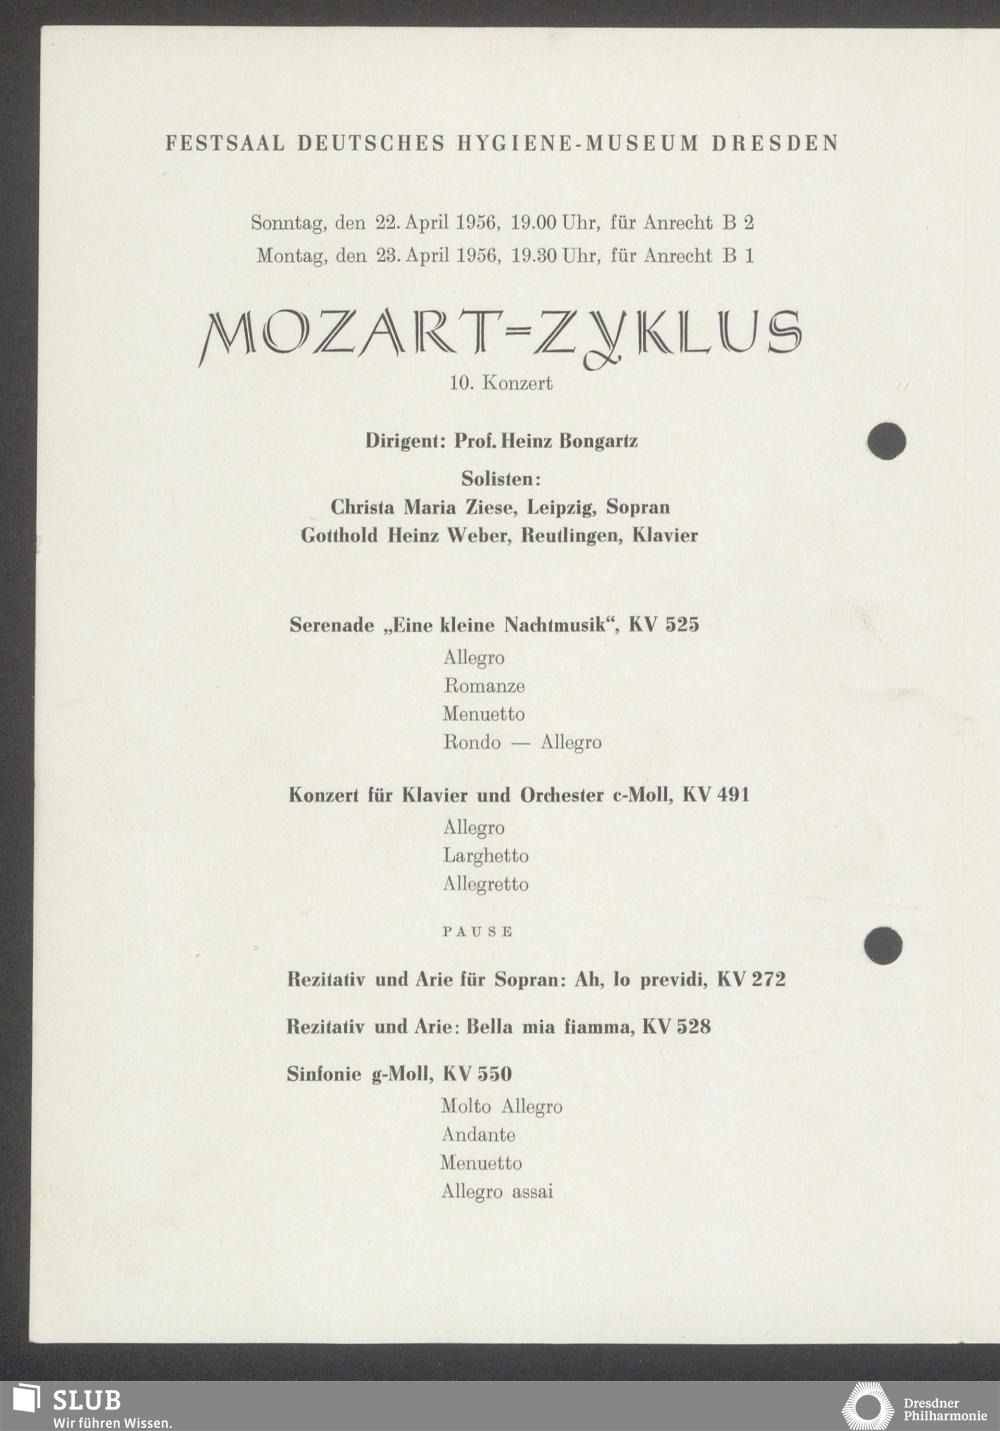 FESTSAAL DEUTSCHES HYGIENE-MUSEUM DRESDEN
Sonntag, den 22. April 1956, 19.00 Uhr, für Anrecht B 2
Montag, den 23. April 1956, 19.30 Uhr, für Anrecht B 1
MOZART-ZYKLUS
10. Konzert
Dirigent: Prof. Heinz Bongartz
Solisten:
Christa Maria Ziese, Leipzig, Sopran
Gotthold Heinz Weber, Reutlingen, Klavier
Serenade „Eine kleine Nachtmusik“, KV 525
Allegro
Romanze
Menuetto
Rondo — Allegro
Konzert für Klavier und Orchester c-Moll, KV 491
Allegro
Larghetto
Allegretto
PAUSE
Rezitativ und Arie für Sopran: Ah, lo previdi, KV 272
Rezitativ und Arie: Bella mia fiamma, KV 528
Sinfonie g-Moll, KV 550
Molto Allegro
Andante
Menuetto
Allegro assai
SLUB
Wir führen Wissen.
Dresdner
Philharmonie